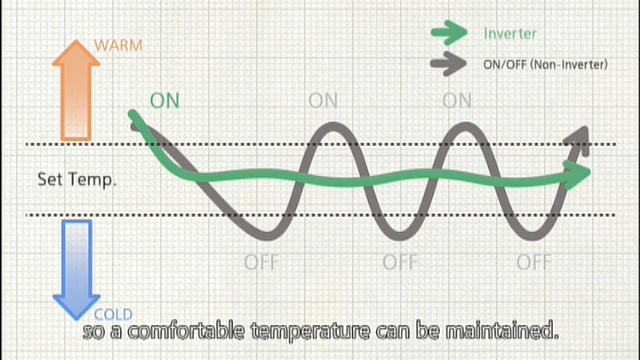 WARM
Inverter
ON/OFF (Non-Inverter)
ON
ON
ON
Set Temp.
OFF
OFF
OFF
COLD
so a comfortable temperature can be maintained.